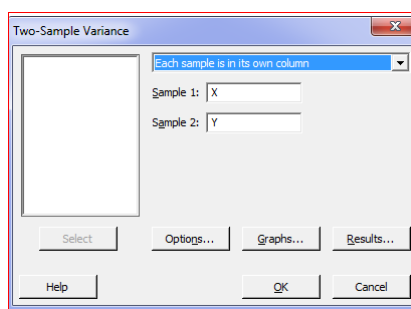 Two-Sample Variance
Each sample is in its own column
Sample 1: X
Sample 2: Y
Select Options... Graphs... Results...
Help OK Cancel